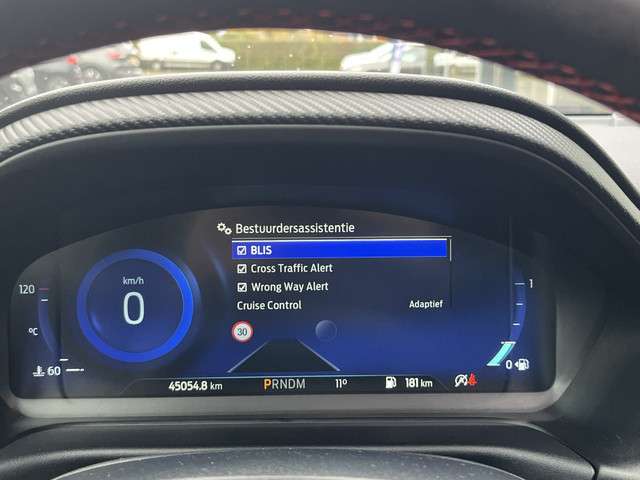 Bestuurdersassistentie
BLIS
Cross Traffic Alert
Wrong Way Alert
Cruise Control Adaptief
km/h
0
120
°C
60
30
1
0
45054.8 km PRNDM 11° 181 km